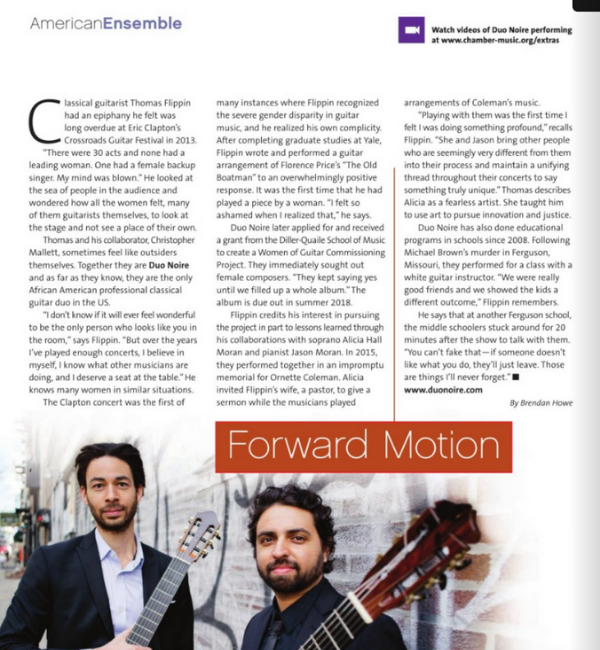 AmericanEnsemble
Watch videos of Duo Noire performing
at www.chamber-music.org/extras
Classical guitarist Thomas Flippin
had an epiphany he felt was
long overdue at Eric Clapton's
Crossroads Guitar Festival in 2013.
"There were 30 acts and none had a
leading woman. One had a female backup
singer. My mind was blown." He looked at
the sea of people in the audience and
wondered how all the women felt, many
of them guitarists themselves, to look at
the stage and not see a place of their own.
Thomas and his collaborator, Christopher
Mallett, sometimes feel like outsiders
themselves. Together they are Duo Noire
and as far as they know, they are the only
African American professional classical
guitar duo in the US.
"I don't know if it will ever feel wonderful
to be the only person who looks like you in
the room," says Flippin. "But over the years
I've played enough concerts, I believe in
myself, I know what other musicians are
doing, and I deserve a seat at the table." He
knows many women in similar situations.
The Clapton concert was the first of
many instances where Flippin recognized
the severe gender disparity in guitar
music, and he realized his own complicity.
After completing graduate studies at Yale,
Flippin wrote and performed a guitar
arrangement of Florence Price's "The Old
Boatman" to an overwhelmingly positive
response. It was the first time that he had
played a piece by a woman. "I felt so
ashamed when I realized that," he says.
Duo Noire later applied for and received
a grant from the Diller-Quaile School of Music
to create a Women of Guitar Commissioning
Project. They immediately sought out
female composers. "They kept saying yes
until we filled up a whole album." The
album is due out in summer 2018.
Flippin credits his interest in pursuing
the project in part to lessons learned through
his collaborations with soprano Alicia Hall
Moran and pianist Jason Moran. In 2015,
they performed together in an impromptu
memorial for Ornette Coleman. Alicia
invited Flippin's wife, a pastor, to give a
sermon while the musicians played
arrangements of Coleman's music.
"Playing with them was the first time I
felt I was doing something profound," recalls
Flippin. "She and Jason bring other people
who are seemingly very different from them
into their process and maintain a unifying
thread throughout their concerts to say
something truly unique." Thomas describes
Alicia as a fearless artist. She taught him
to use art to pursue innovation and justice.
Duo Noire has also done educational
programs in schools since 2008. Following
Michael Brown's murder in Ferguson,
Missouri, they performed for a class with a
white guitar instructor. "We were really
good friends and we showed the kids a
different outcome," Flippin remembers.
He says that at another Ferguson school,
the middle schoolers stuck around for 20
minutes after the show to talk with them.
"You can't fake that—if someone doesn't
like what you do, they'll just leave. Those
are things I'll never forget." ■
www.duonoire.com
By Brendan Howe
Forward Motion